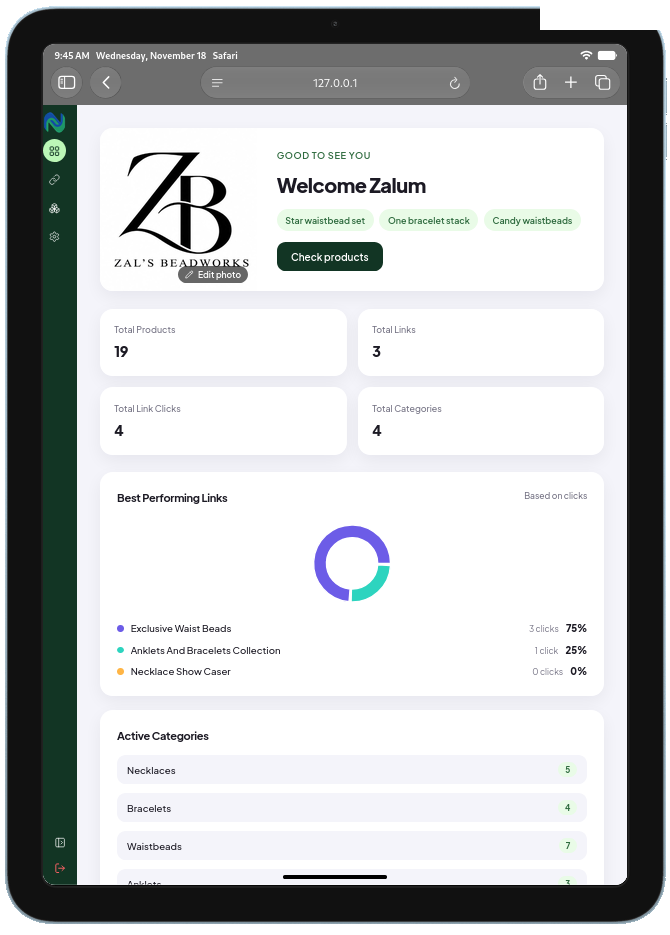 9:45 AM Wednesday, November 18 Safari
127.0.0.1
ZB
ZAL'S BEADWORKS
Edit photo
GOOD TO SEE YOU
Welcome Zalum
Star waistbead set
One bracelet stack
Candy waistbeads
Check products
Total Products
19
Total Links
3
Total Link Clicks
4
Total Categories
4
Best Performing Links
Based on clicks
Exclusive Waist Beads 3 clicks 75%
Anklets And Bracelets Collection 1 click 25%
Necklace Show Caser 0 clicks 0%
Active Categories
Necklaces 5
Bracelets 4
Waistbeads 7
Anklets 3